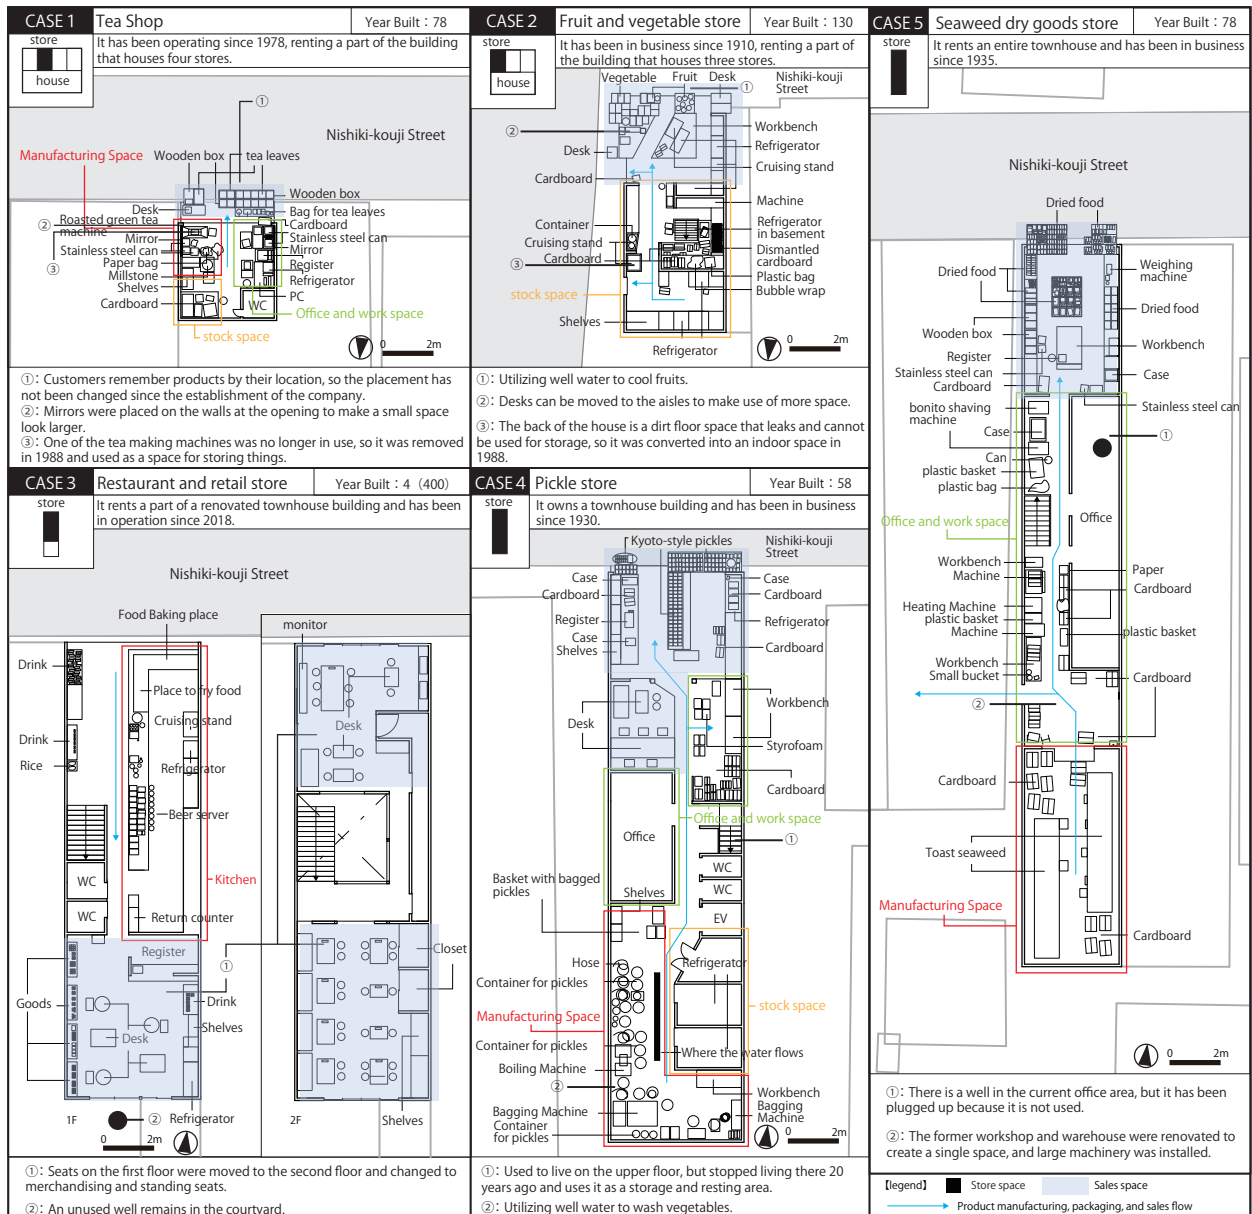 CASE 1 Tea Shop Year Built：78
store
house
It has been operating since 1978, renting a part of the building
that houses four stores.
①
Nishiki-kouji Street
Manufacturing Space
Wooden box
tea leaves
Wooden box
Desk
Bag for tea leaves
②
Roasted green tea
machine
Cardboard
Stainless steel can
Mirror
Mirror
Stainless steel can
③
Paper bag
Register
Millstone
Refrigerator
Shelves
PC
Cardboard
WC
Office and work space
stock space
0 2m
①：Customers remember products by their location, so the placement has
not been changed since the establishment of the company.
②：Mirrors were placed on the walls at the opening to make a small space
look larger.
③：One of the tea making machines was no longer in use, so it was removed
in 1988 and used as a space for storing things.
CASE 2 Fruit and vegetable store Year Built：130
store
house
It has been in business since 1910, renting a part of
the building that houses three stores.
Vegetable
Fruit
Desk
Nishiki-kouji
Street
①
②
Workbench
Refrigerator
Desk
Cruising stand
Cardboard
Machine
Container
Refrigerator
in basement
Cruising stand
Cardboard
Dismantled
cardboard
③
Plastic bag
stock space
Bubble wrap
Shelves
Refrigerator
0 2m
①：Utilizing well water to cool fruits.
②：Desks can be moved to the aisles to make use of more space.
③：The back of the house is a dirt floor space that leaks and cannot
be used for storage, so it was converted into an indoor space in
1988.
CASE 3 Restaurant and retail store Year Built：4（400）
store
It rents a part of a renovated townhouse building and has been
in operation since 2018.
Nishiki-kouji Street
Food Baking place
monitor
Drink
Place to fry food
Cruising stand
Desk
Drink
Rice
Refrigerator
Beer server
WC
Kitchen
WC
Return counter
Register
①
Closet
Goods
Drink
Shelves
Desk
1F
②
Refrigerator
2F
Shelves
0 2m
①：Seats on the first floor were moved to the second floor and changed to
merchandising and standing seats.
②：An unused well remains in the courtyard.
CASE 4 Pickle store Year Built：58
store
It owns a townhouse building and has been in business
since 1930.
Kyoto-style pickles
Nishiki-kouji
Street
Case
Case
Cardboard
Cardboard
Register
Refrigerator
Case
Shelves
Cardboard
Workbench
Desk
Styrofoam
Cardboard
Office and work space
Office
①
WC
Basket with bagged
pickles
Shelves
WC
EV
Hose
Refrigerator
Container for pickles
stock space
Manufacturing Space
Container for pickles
Where the water flows
Boiling Machine
②
Workbench
Bagging Machine
Bagging
Machine
Container
for pickles
0 2m
①：Used to live on the upper floor, but stopped living there 20
years ago and uses it as a storage and resting area.
②：Utilizing well water to wash vegetables.
CASE 5 Seaweed dry goods store Year Built：78
store
It rents an entire townhouse and has been in business
since 1935.
Nishiki-kouji Street
Dried food
Dried food
Weighing
machine
Dried food
Wooden box
Workbench
Register
Stainless steel can
Case
Cardboard
Stainless steel can
bonito shaving
machine
①
Case
Can
plastic basket
plastic bag
Office and work space
Office
Workbench
Paper
Machine
Cardboard
Heating Machine
plastic basket
Machine
plastic basket
Workbench
Small bucket
Cardboard
②
Cardboard
Toast seaweed
Manufacturing Space
Cardboard
0 2m
①：There is a well in the current office area, but it has been
plugged up because it is not used.
②：The former workshop and warehouse were renovated to
create a single space, and large machinery was installed.
【legend】 Store space Sales space
Product manufacturing, packaging, and sales flow